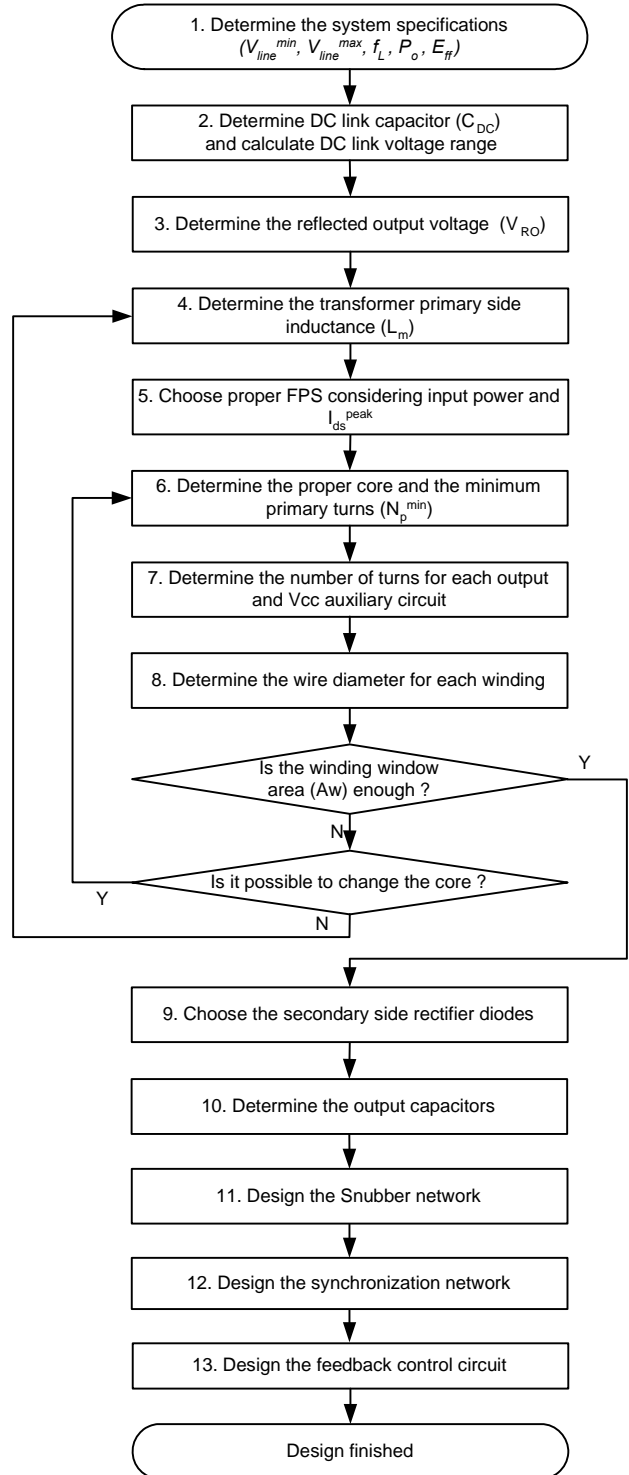 1. Determine the system specifications
(V_line^min, V_line^max, f_L, P_o, E_ff)
2. Determine DC link capacitor (C_DC)
and calculate DC link voltage range
3. Determine the reflected output voltage (V_RO)
4. Determine the transformer primary side
inductance (L_m)
5. Choose proper FPS considering input power and
I_ds^peak
6. Determine the proper core and the minimum
primary turns (N_p^min)
7. Determine the number of turns for each output
and Vcc auxiliary circuit
8. Determine the wire diameter for each winding
Is the winding window
area (Aw) enough ?
Y
N
Is it possible to change the core ?
Y
N
9. Choose the secondary side rectifier diodes
10. Determine the output capacitors
11. Design the Snubber network
12. Design the synchronization network
13. Design the feedback control circuit
Design finished